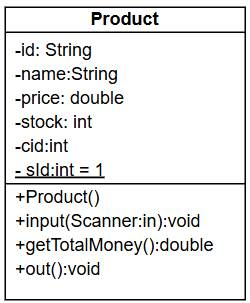 Product
-id: String
-name:String
-price: double
-stock: int
-cid:int
- sId:int = 1
+Product()
+input(Scanner:in):void
+getTotalMoney():double
+out():void